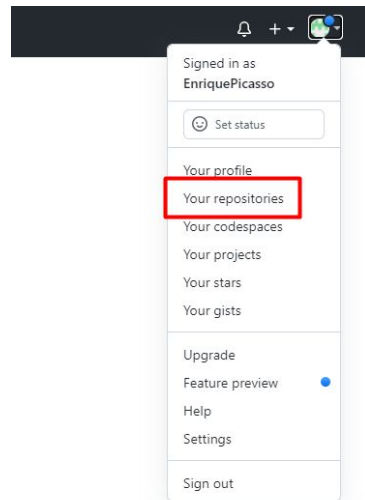 Signed in as
EnriquePicasso
Set status
Your profile
Your repositories
Your codespaces
Your projects
Your stars
Your gists
Upgrade
Feature preview
Help
Settings
Sign out